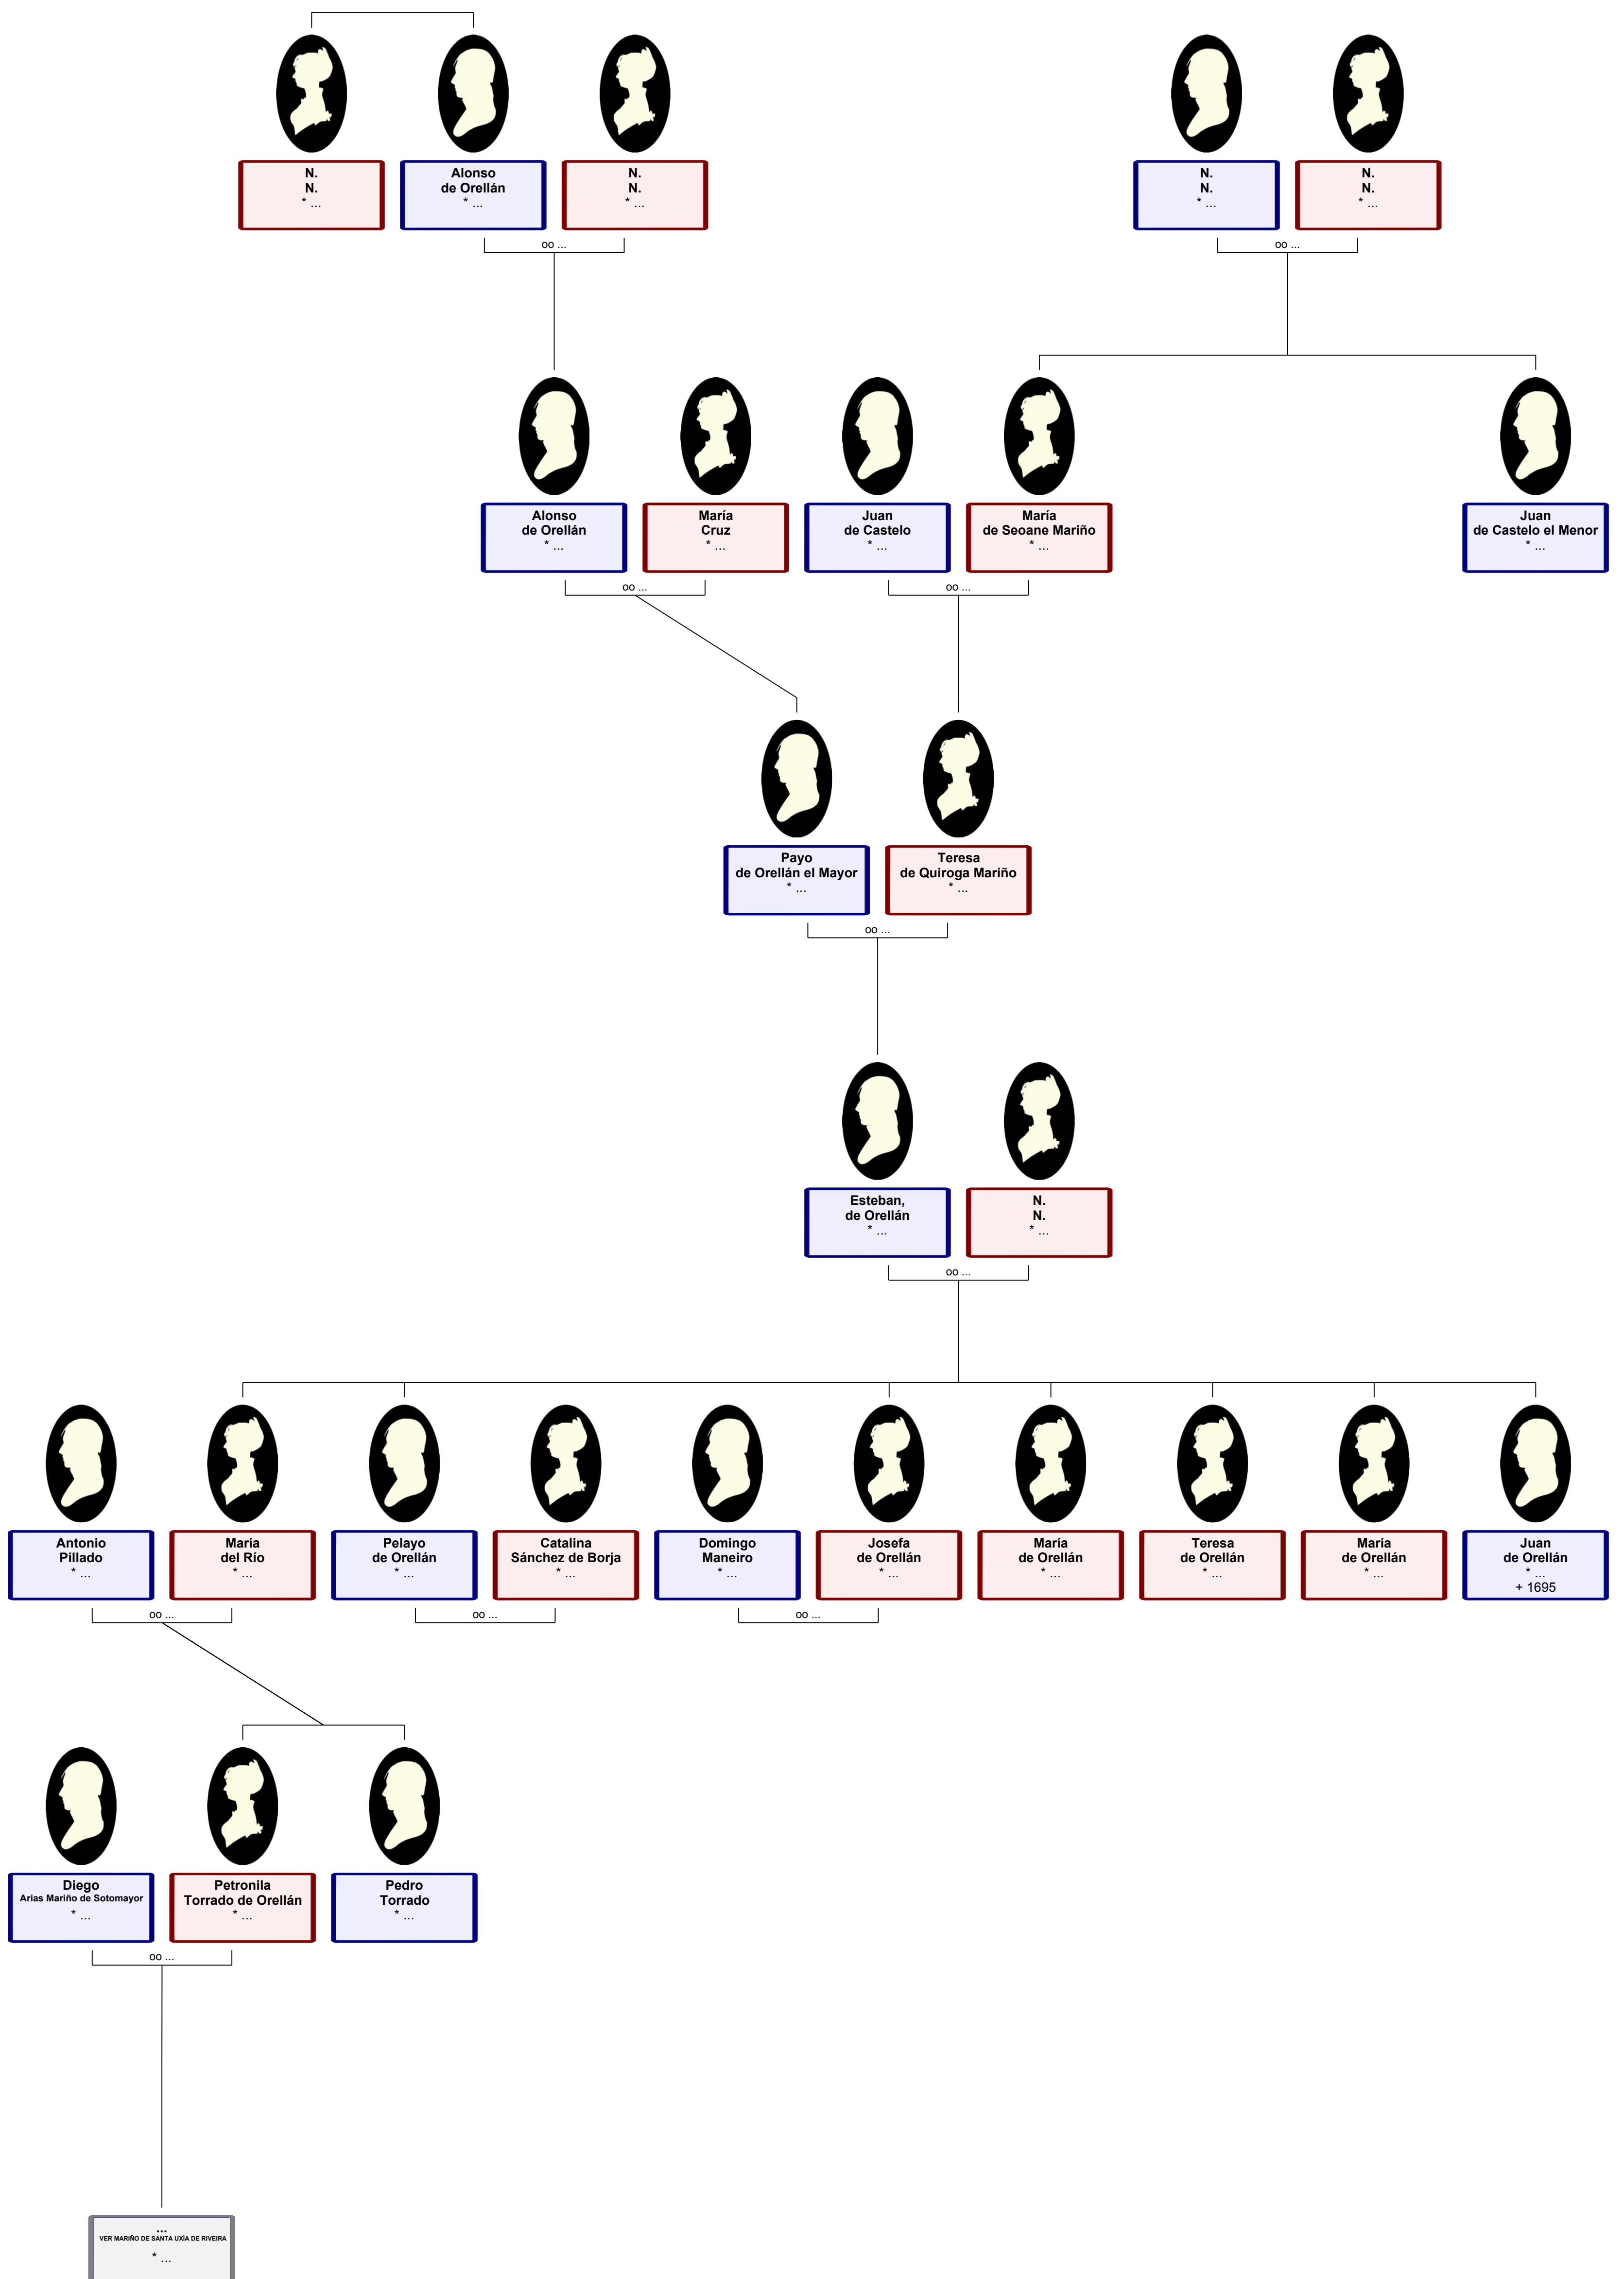 N.
N.
* ...
Alonso
de Orellán
* ...
N.
N.
* ...
N.
N.
* ...
N.
N.
* ...
oo ...
oo ...
Alonso
de Orellán
* ...
María
Cruz
* ...
Juan
de Castelo
* ...
María
de Seoane Mariño
* ...
Juan
de Castelo el Menor
* ...
oo ...
oo ...
Payo
de Orellán el Mayor
* ...
Teresa
de Quiroga Mariño
* ...
oo ...
Esteban,
de Orellán
* ...
N.
N.
* ...
oo ...
Antonio
Pillado
* ...
María
del Río
* ...
Pelayo
de Orellán
* ...
Catalina
Sánchez de Borja
* ...
Domingo
Maneiro
* ...
Josefa
de Orellán
* ...
María
de Orellán
* ...
Teresa
de Orellán
* ...
María
de Orellán
* ...
Juan
de Orellán
* ...
+ 1695
oo ...
oo ...
oo ...
Diego
Arias Mariño de Sotomayor
* ...
Petronila
Torrado de Orellán
* ...
Pedro
Torrado
* ...
oo ...
...
VER MARIÑO DE SANTA UXÍA DE RIVEIRA
* ...